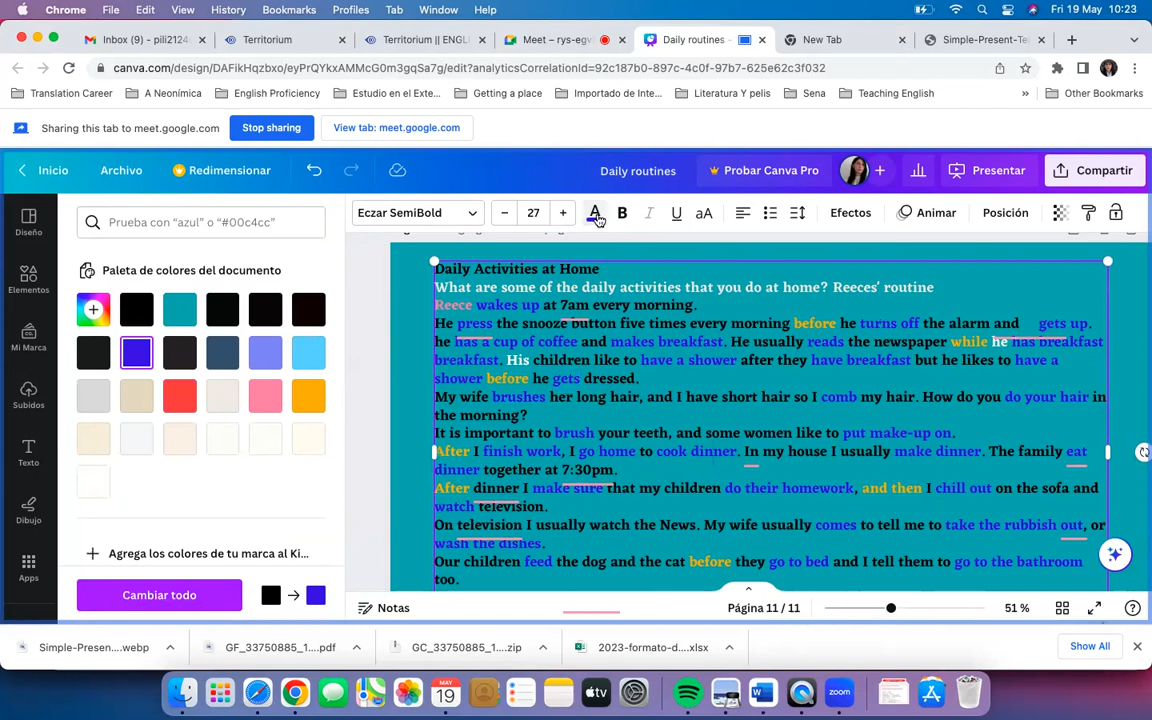 Chrome File Edit View History Bookmarks Profiles Tab Window Help Fri 19 May 10:23
Inbox (9) - pili2124 Territorium Territorium || ENGL Meet – rys-egv Daily routines - New Tab Simple-Present-Te
canva.com/design/DAFikHqzbxo/eyPrQYkxAMMcG0m3gqSa7g/edit?analyticsCorrelationId=92c187b0-897c-4c0f-97b7-625e62c3f032
Translation Career A Neonímica English Proficiency Estudio en el Exte... Getting a place Importado de Inte... Literatura Y pelis Sena Teaching English » Other Bookmarks
Sharing this tab to meet.google.com Stop sharing View tab: meet.google.com
Inicio Archivo Redimensionar Daily routines Probar Canva Pro Presentar Compartir
Eczar SemiBold 27 A B I U aA Efectos Animar Posición
Diseño
Elementos
Mi Marca
Subidos
Texto
Dibujo
Apps
Prueba con “azul” o “#00c4cc”
Paleta de colores del documento
Agrega los colores de tu marca al Ki...
Cambiar todo
Daily Activities at Home
What are some of the daily activities that you do at home? Reeces' routine
Reece wakes up at 7am every morning.
He press the snooze button five times every morning before he turns off the alarm and gets up.
he has a cup of coffee and makes breakfast. He usually reads the newspaper while he has breakfast
breakfast. His children like to have a shower after they have breakfast but he likes to have a
shower before he gets dressed.
My wife brushes her long hair, and I have short hair so I comb my hair. How do you do your hair in
the morning?
It is important to brush your teeth, and some women like to put make-up on.
After I finish work, I go home to cook dinner. In my house I usually make dinner. The family eat
dinner together at 7:30pm.
After dinner I make sure that my children do their homework, and then I chill out on the sofa and
watch television.
On television I usually watch the News. My wife usually comes to tell me to take the rubbish out, or
wash the dishes.
Our children feed the dog and the cat before they go to bed and I tell them to go to the bathroom
too.
Notas Página 11 / 11 51 %
Simple-Presen....webp GF_33750885_1....pdf GC_33750885_1....zip 2023-formato-d....xlsx Show All
MAY
19
tv
zoom